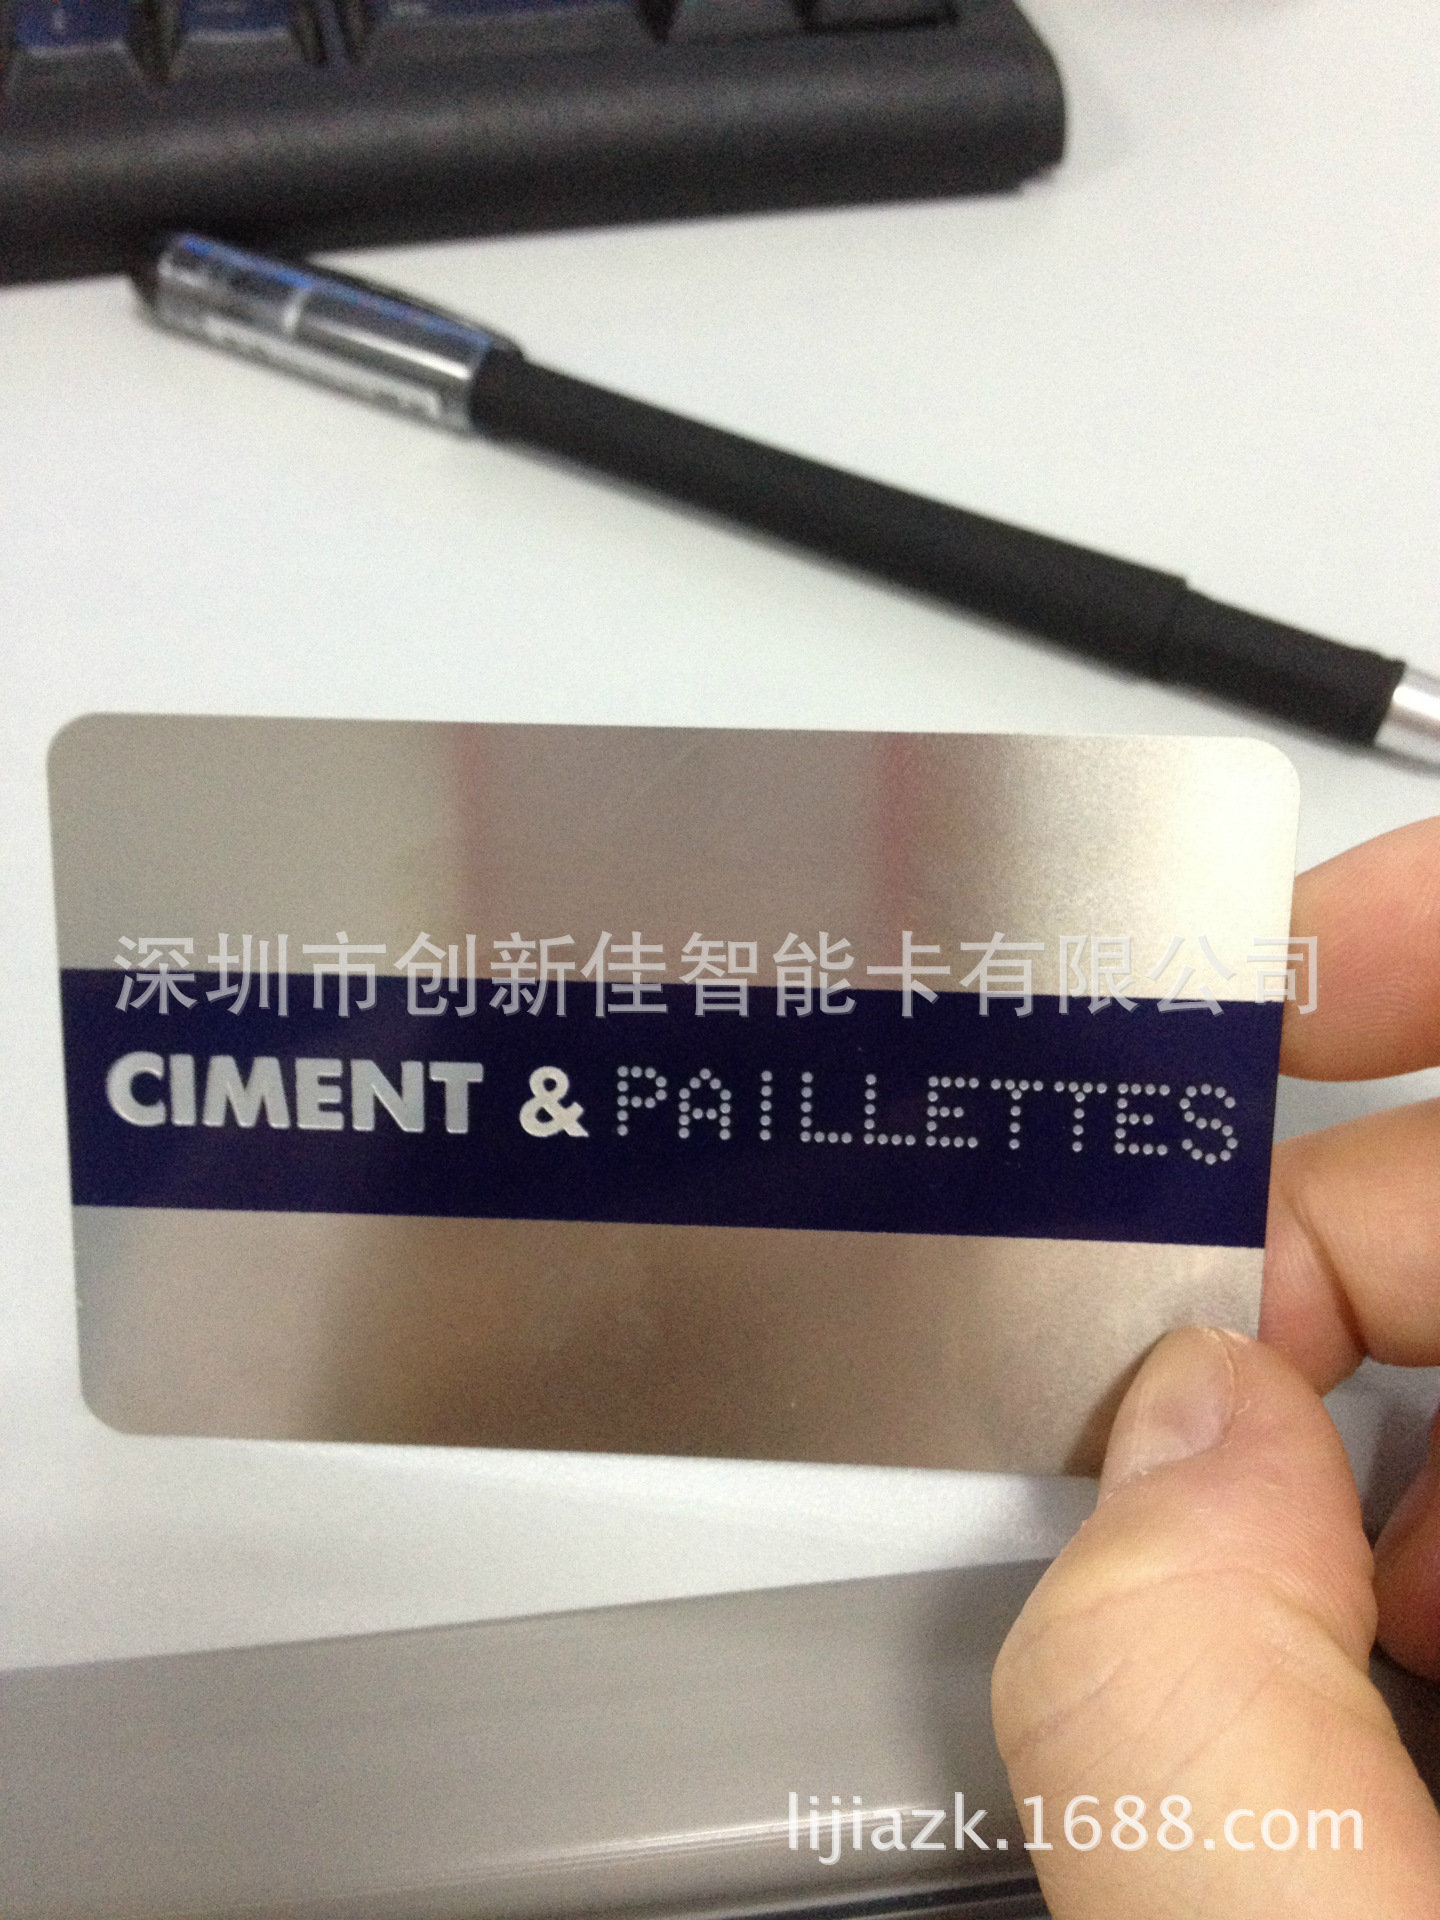 深圳市创新佳智能卡有限公司
CIMENT & PAILLETTES
lijiazk.1688.com